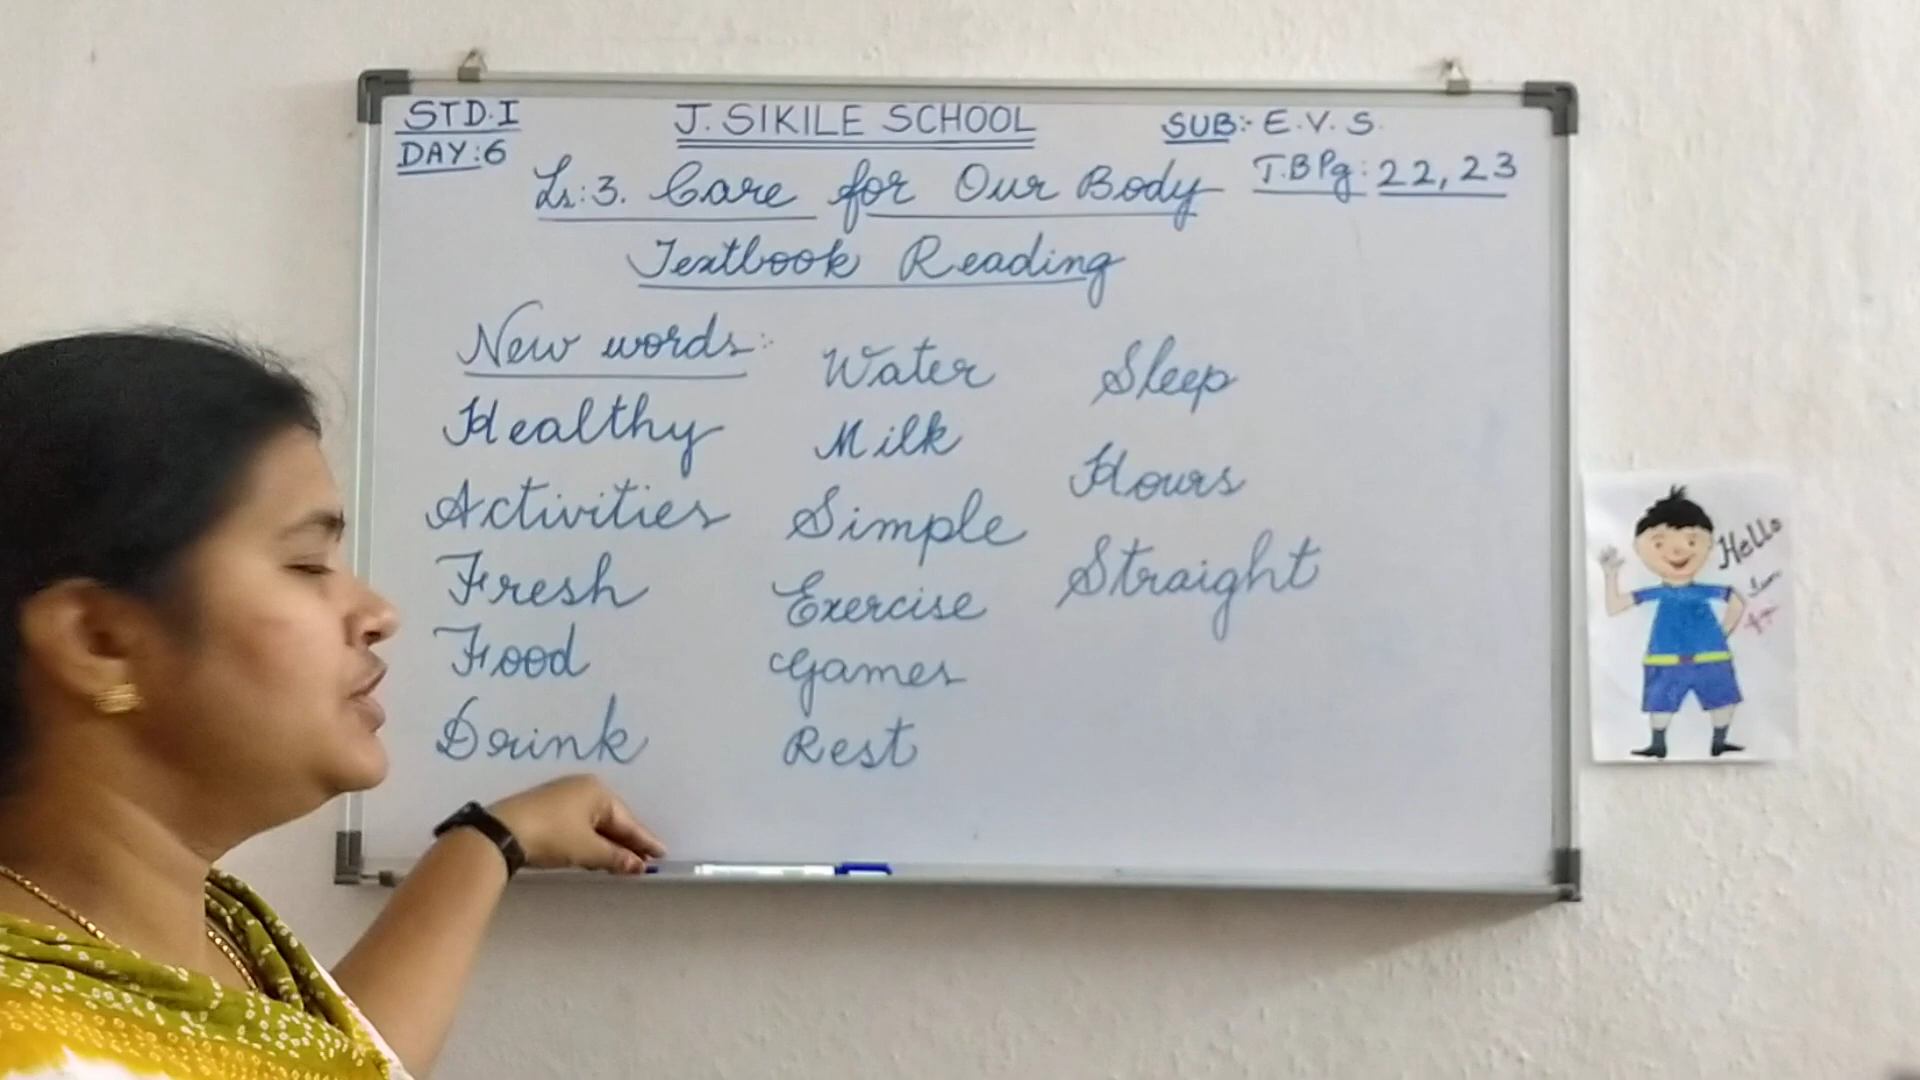 STD.I
J. SIKILE SCHOOL
SUB:- E.V.S.
DAY:6
T.B Pg: 22, 23
Ls:3. Care for Our Body
Textbook Reading
New words:-
Healthy
Activities
Fresh
Food
Drink
Water
Milk
Simple
Exercise
Games
Rest
Sleep
Hours
Straight
Hello